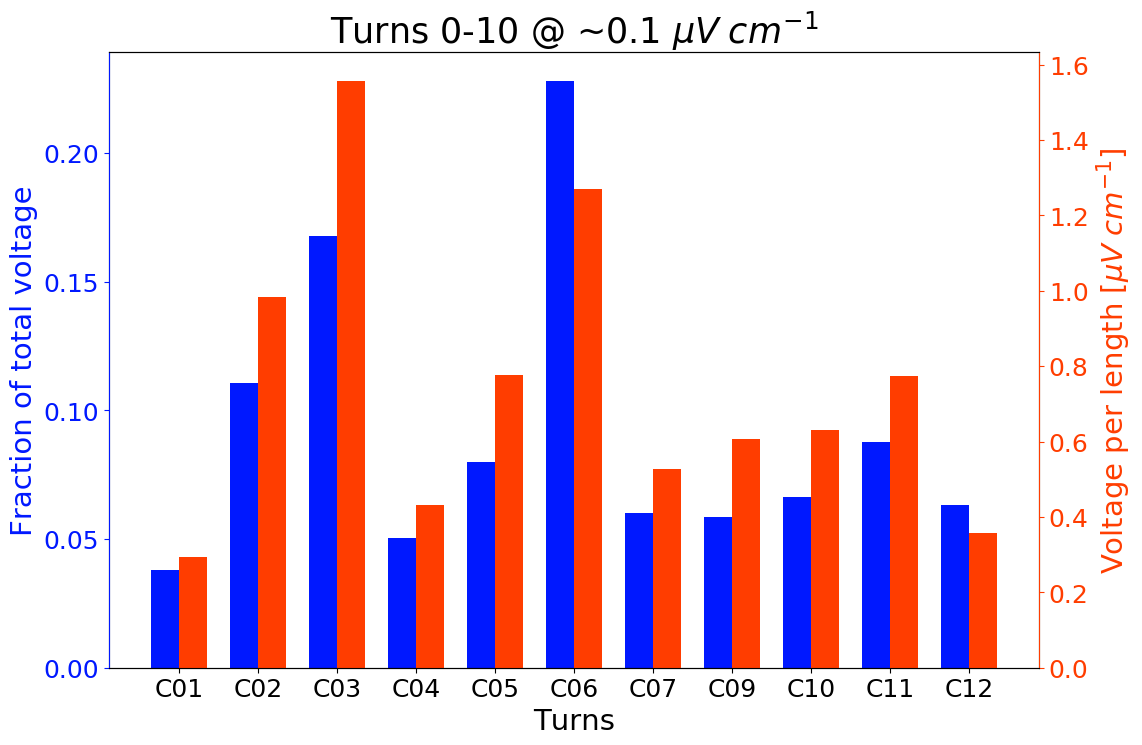 Turns 0-10 @ ~0.1 μV cm⁻¹
Fraction of total voltage
0.20
0.15
0.10
0.05
0.00
1.6
1.4
1.2
1.0
0.8
0.6
0.4
0.2
0.0
Voltage per length [μV cm⁻¹]
C01 C02 C03 C04 C05 C06 C07 C09 C10 C11 C12
Turns